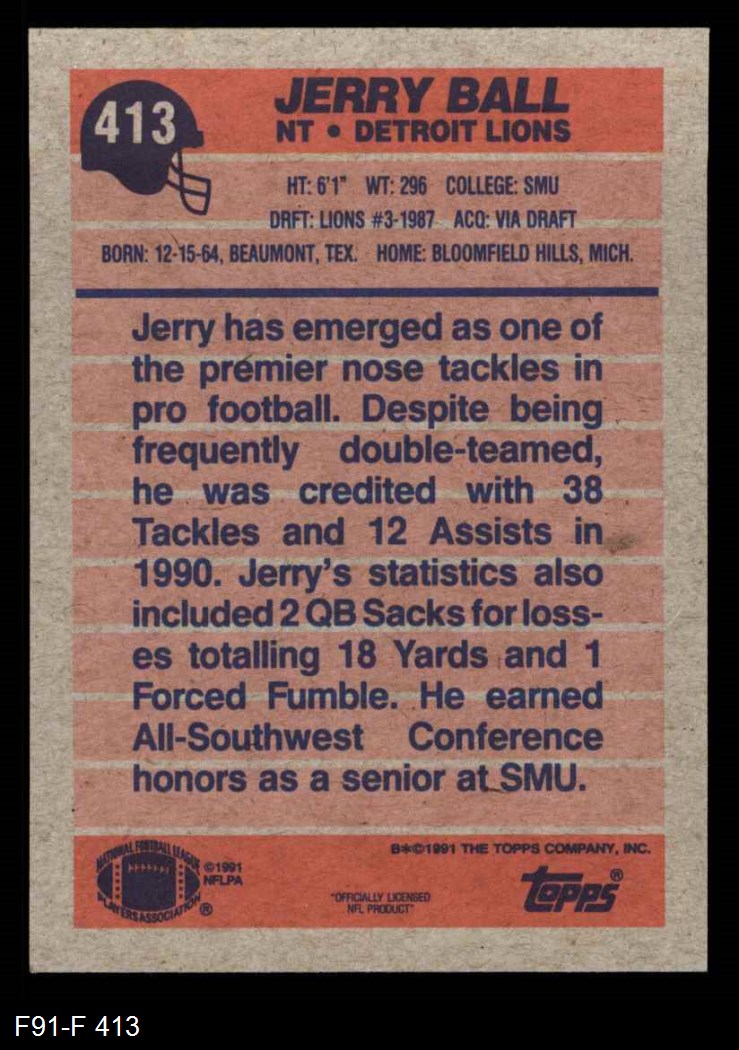 413
JERRY BALL
NT • DETROIT LIONS
HT: 6'1" WT: 296 COLLEGE: SMU
DRFT: LIONS #3-1987 ACQ: VIA DRAFT
BORN: 12-15-64, BEAUMONT, TEX. HOME: BLOOMFIELD HILLS, MICH.
Jerry has emerged as one of
the premier nose tackles in
pro football. Despite being
frequently double-teamed,
he was credited with 38
Tackles and 12 Assists in
1990. Jerry's statistics also
included 2 QB Sacks for loss-
es totalling 18 Yards and 1
Forced Fumble. He earned
All-Southwest Conference
honors as a senior at SMU.
NATIONAL FOOTBALL LEAGUE
PLAYERS ASSOCIATION ®
©1991
NFLPA
"OFFICIALLY LICENSED
NFL PRODUCT"
B*©1991 THE TOPPS COMPANY, INC.
topps®
F91-F 413